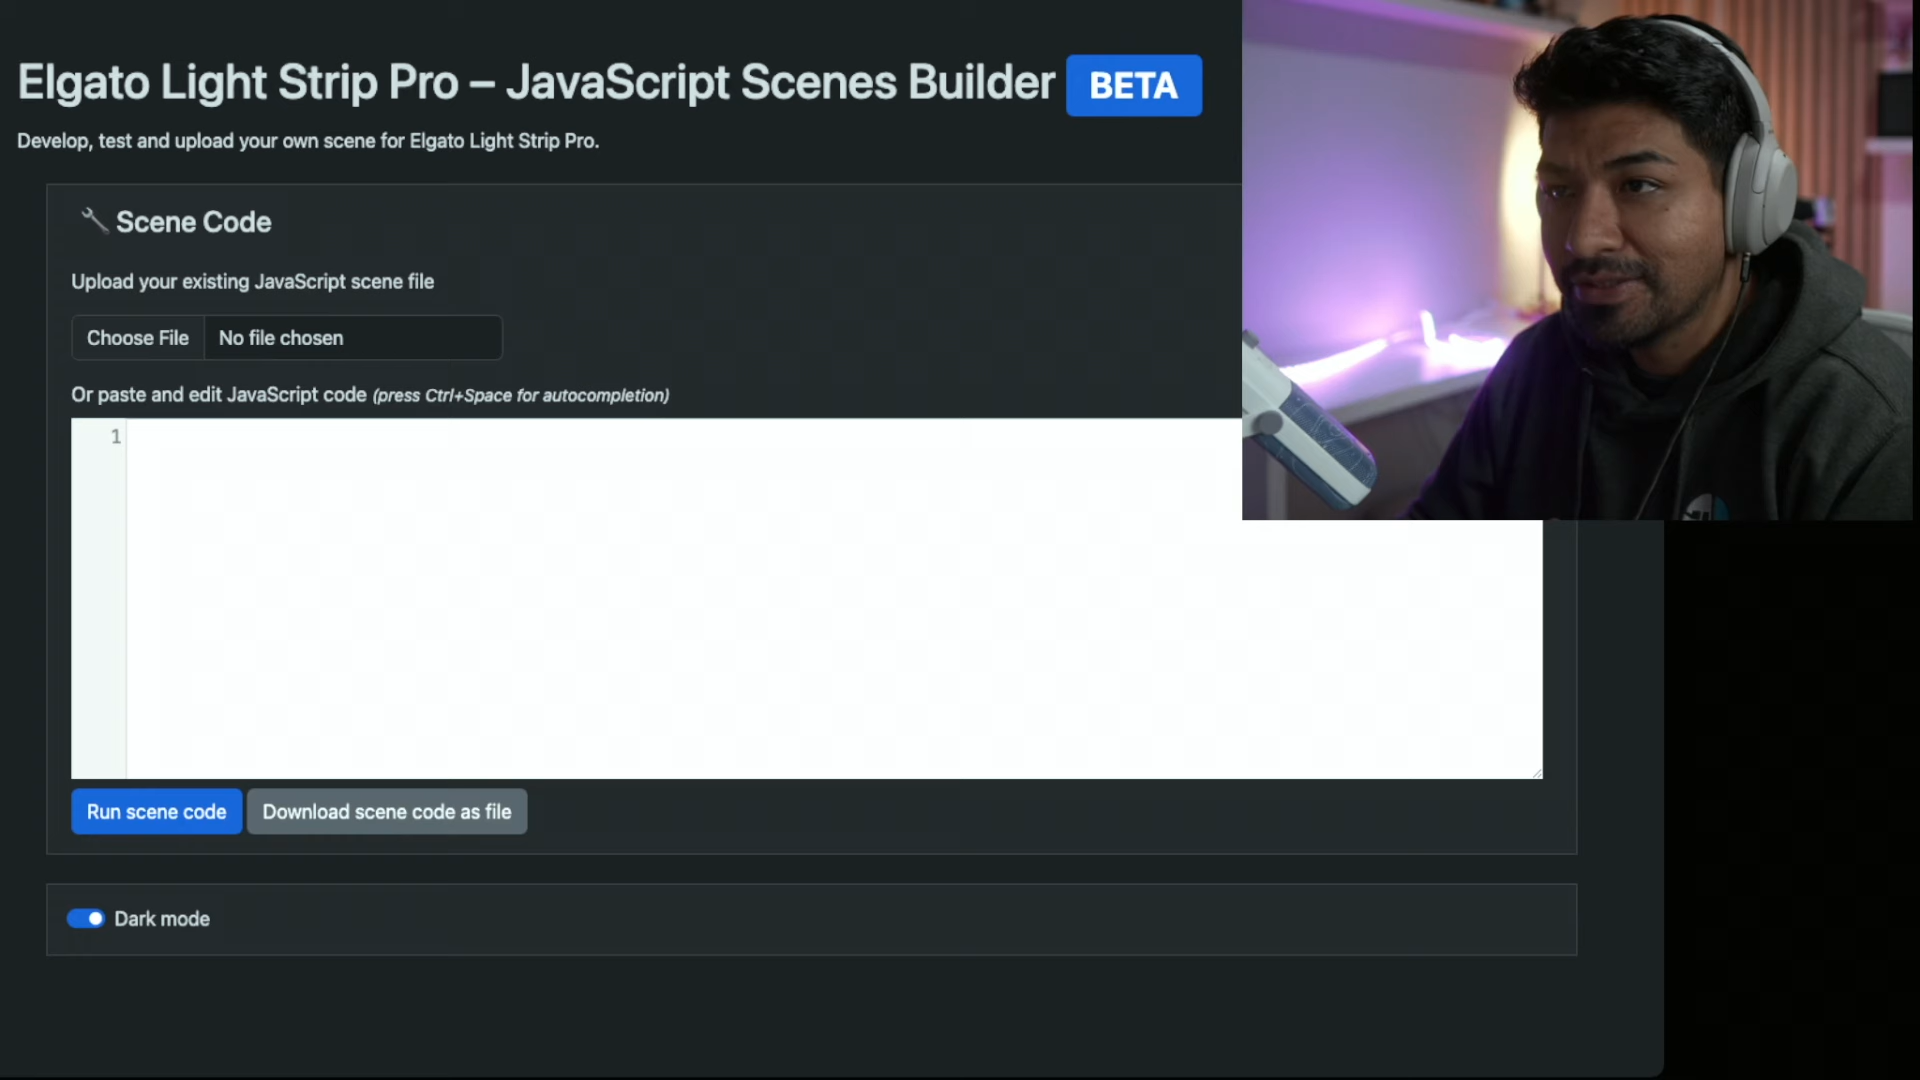 Elgato Light Strip Pro – JavaScript Scenes Builder BETA
Develop, test and upload your own scene for Elgato Light Strip Pro.
Scene Code
Upload your existing JavaScript scene file
Choose File No file chosen
Or paste and edit JavaScript code (press Ctrl+Space for autocompletion)
1
Run scene code Download scene code as file
Dark mode